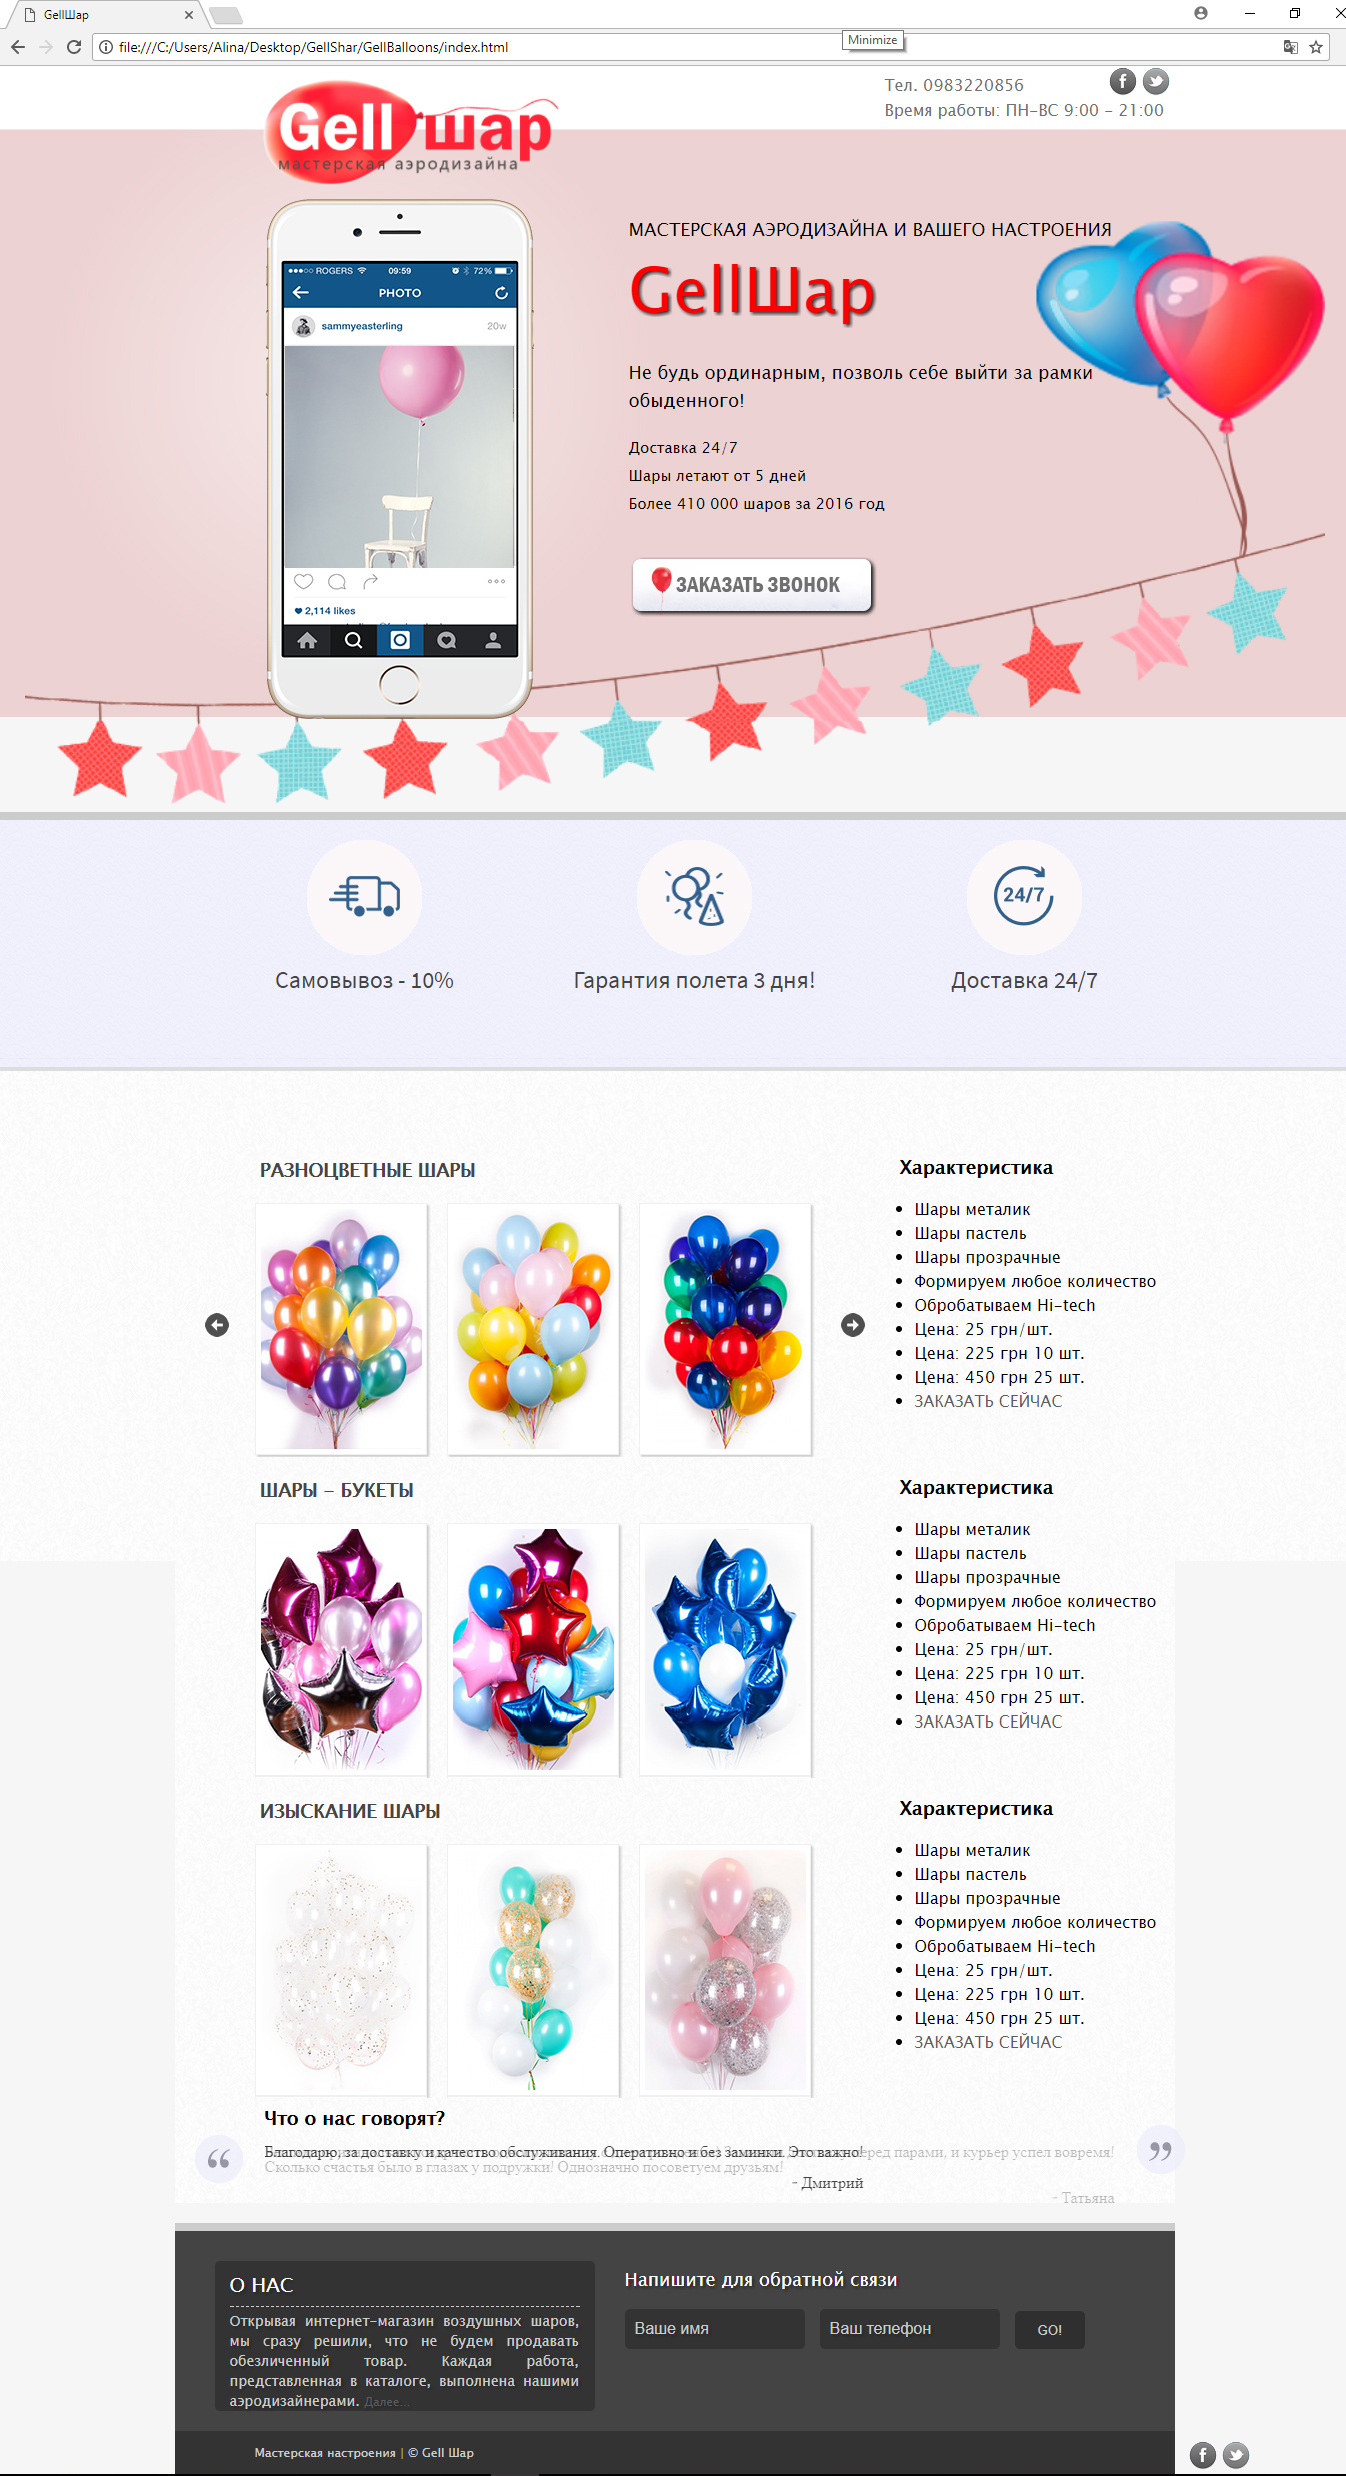 GellШар
file:///C:/Users/Alina/Desktop/GellShar/GellBalloons/index.html
Minimize
Gell шар
мастерская аэродизайна
Тел. 0983220856
Время работы: ПН-ВС 9:00 - 21:00
ROGERS 09:59 72%
PHOTO
sammyeasterling 20w
2,114 likes
МАСТЕРСКАЯ АЭРОДИЗАЙНА И ВАШЕГО НАСТРОЕНИЯ
GellШар
Не будь ординарным, позволь себе выйти за рамки
обыденного!
Доставка 24/7
Шары летают от 5 дней
Более 410 000 шаров за 2016 год
ЗАКАЗАТЬ ЗВОНОК
24/7
Самовывоз - 10%
Гарантия полета 3 дня!
Доставка 24/7
РАЗНОЦВЕТНЫЕ ШАРЫ
Характеристика
Шары металик
Шары пастель
Шары прозрачные
Формируем любое количество
Обробатываем Hi-tech
Цена: 25 грн/шт.
Цена: 225 грн 10 шт.
Цена: 450 грн 25 шт.
ЗАКАЗАТЬ СЕЙЧАС
ШАРЫ - БУКЕТЫ
Характеристика
Шары металик
Шары пастель
Шары прозрачные
Формируем любое количество
Обробатываем Hi-tech
Цена: 25 грн/шт.
Цена: 225 грн 10 шт.
Цена: 450 грн 25 шт.
ЗАКАЗАТЬ СЕЙЧАС
ИЗЫСКАНИЕ ШАРЫ
Характеристика
Шары металик
Шары пастель
Шары прозрачные
Формируем любое количество
Обробатываем Hi-tech
Цена: 25 грн/шт.
Цена: 225 грн 10 шт.
Цена: 450 грн 25 шт.
ЗАКАЗАТЬ СЕЙЧАС
Что о нас говорят?
Благодарю, за доставку и качество обслуживания. Оперативно и без заминки. Это важно!
перед парами, и курьер успел вовремя!
Сколько счастья было в глазах у подружки! Однозначно посоветуем друзьям!
- Дмитрий
- Татьяна
О НАС
Открывая интернет-магазин воздушных шаров,
мы сразу решили, что не будем продавать
обезличенный товар. Каждая работа,
представленная в каталоге, выполнена нашими
аэродизайнерами. Далее...
Напишите для обратной связи
Ваше имя
Ваш телефон
GO!
Мастерская настроения | © Gell Шар